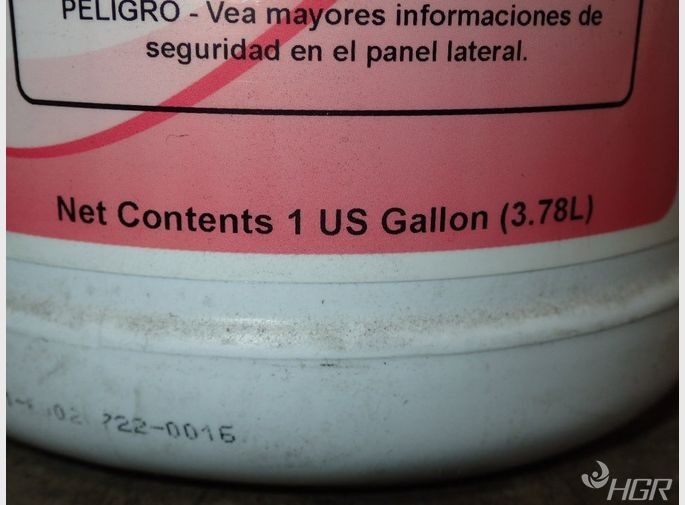 PELIGRO - Vea mayores informaciones de
seguridad en el panel lateral.
Net Contents 1 US Gallon (3.78L)
722-0016
HGR